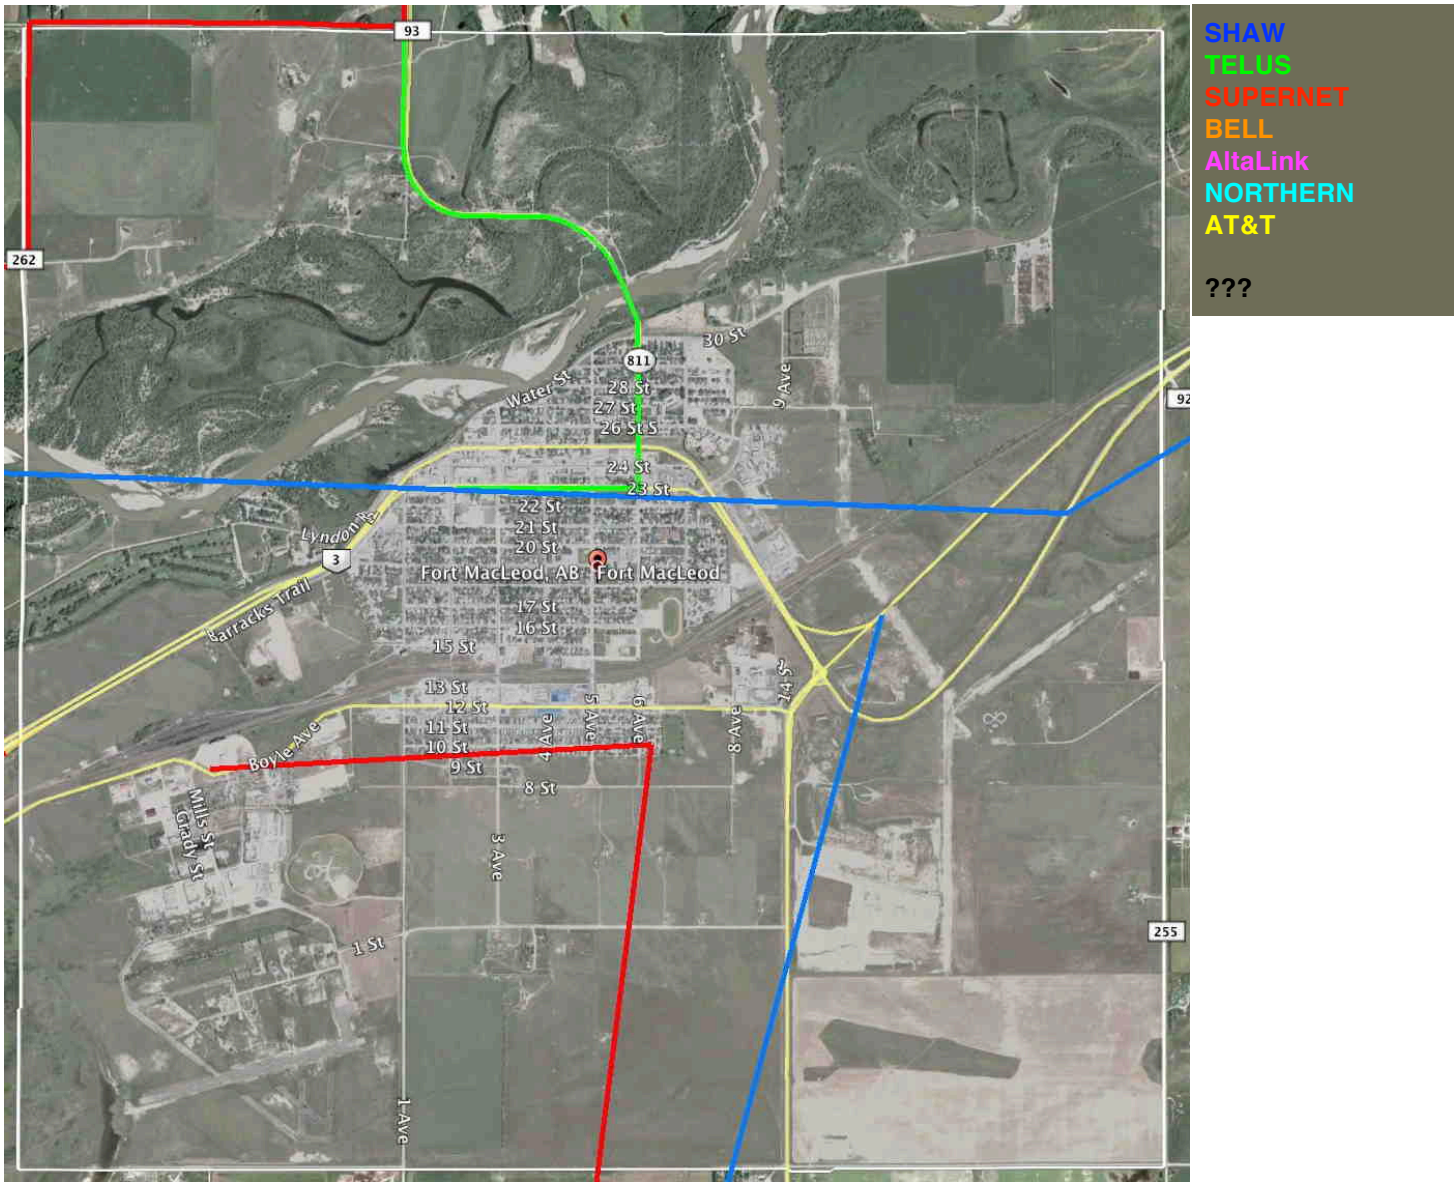 93
SHAW
TELUS
SUPERNET
BELL
AltaLink
NORTHERN
AT&T
???
262
30 St
811
28 St
Water St
9 Ave
92
27 St
26 St S
24 St
23 St
22 St
21 St
Lyndon
20 St
3
Fort MacLeod, AB
Fort MacLeod
17 St
Barracks Trail
16 St
15 St
13 St
14 St
12 St
5 Ave
6 Ave
11 St
4 Ave
8 Ave
10 St
Boyle Ave
9 St
8 St
Mills St
Grady St
3 Ave
255
1 St
1 Ave